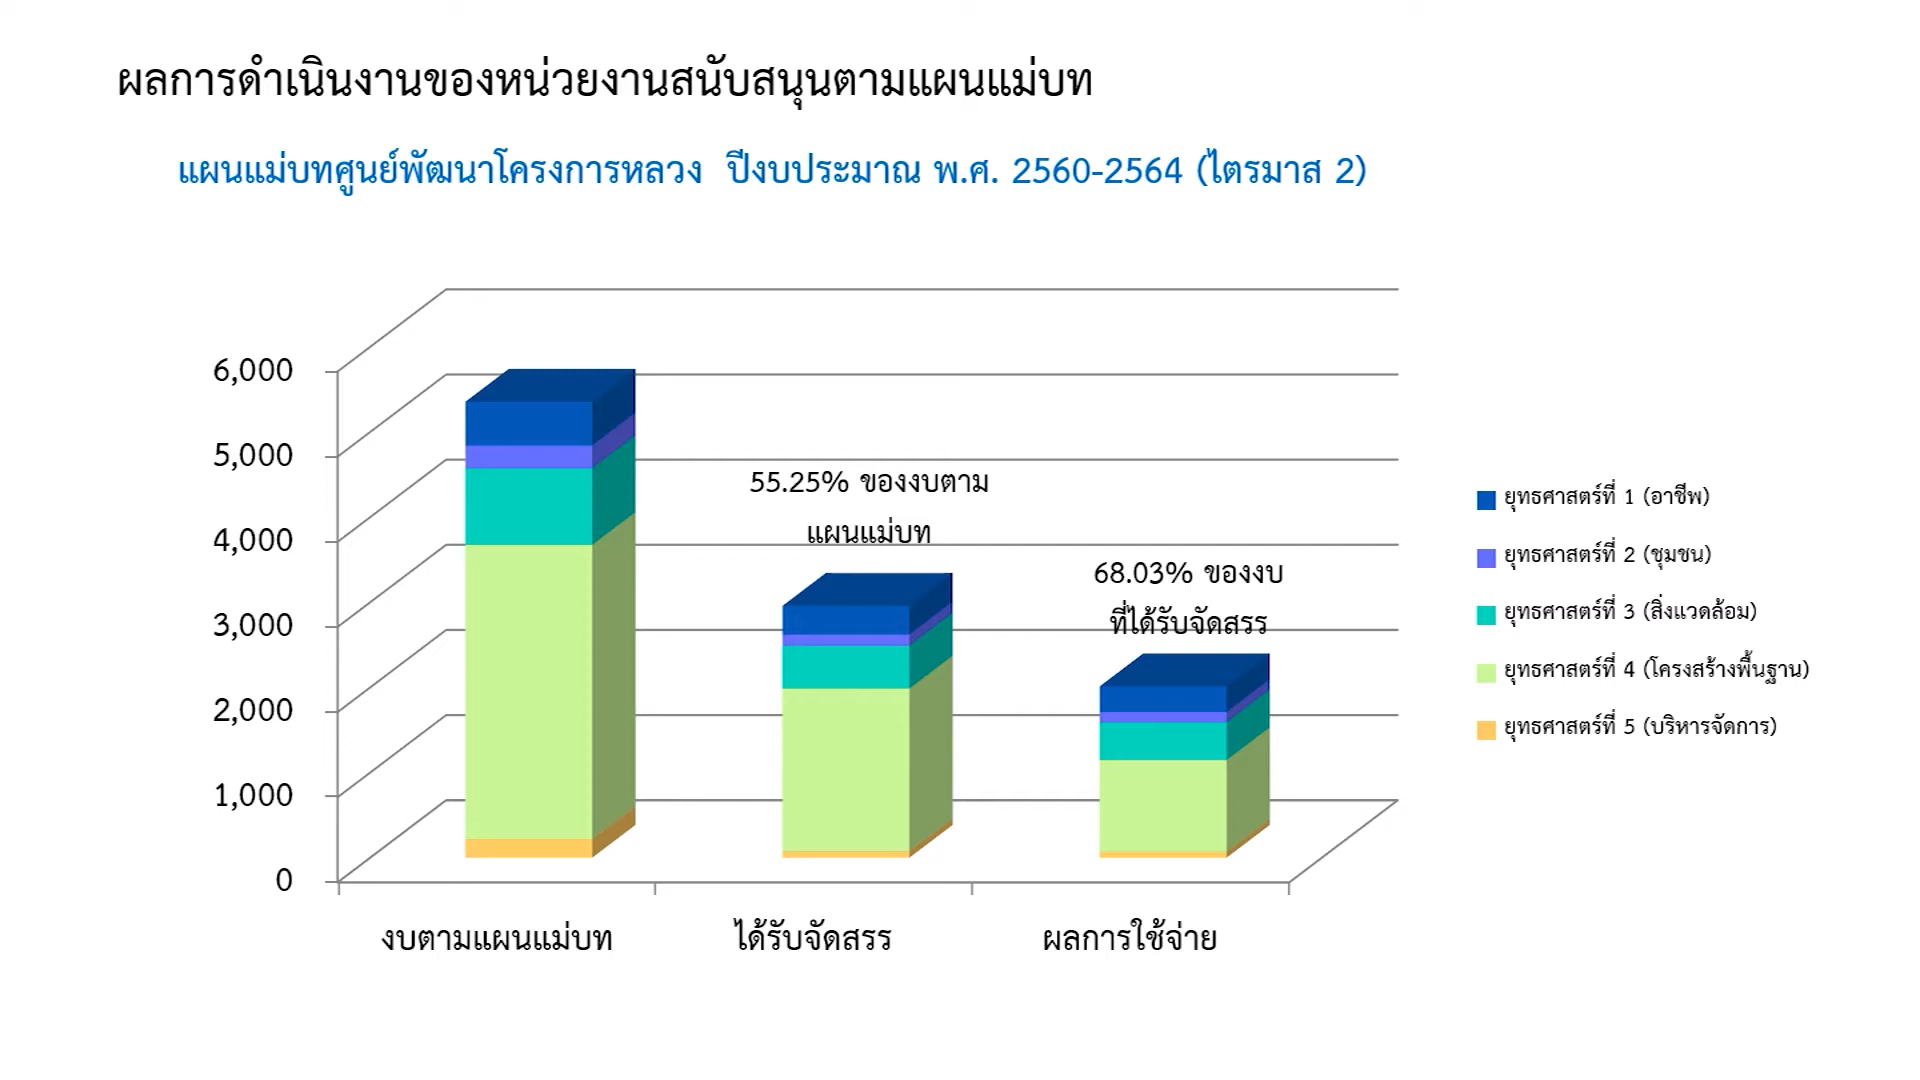 ผลการดำเนินงานของหน่วยงานสนับสนุนตามแผนแม่บท
แผนแม่บทศูนย์พัฒนาโครงการหลวง ปีงบประมาณ พ.ศ. 2560-2564 (ไตรมาส 2)
6,000
5,000
4,000
3,000
2,000
1,000
0
55.25% ของงบตาม
แผนแม่บท
68.03% ของงบ
ที่ได้รับจัดสรร
งบตามแผนแม่บท
ได้รับจัดสรร
ผลการใช้จ่าย
ยุทธศาสตร์ที่ 1 (อาชีพ)
ยุทธศาสตร์ที่ 2 (ชุมชน)
ยุทธศาสตร์ที่ 3 (สิ่งแวดล้อม)
ยุทธศาสตร์ที่ 4 (โครงสร้างพื้นฐาน)
ยุทธศาสตร์ที่ 5 (บริหารจัดการ)